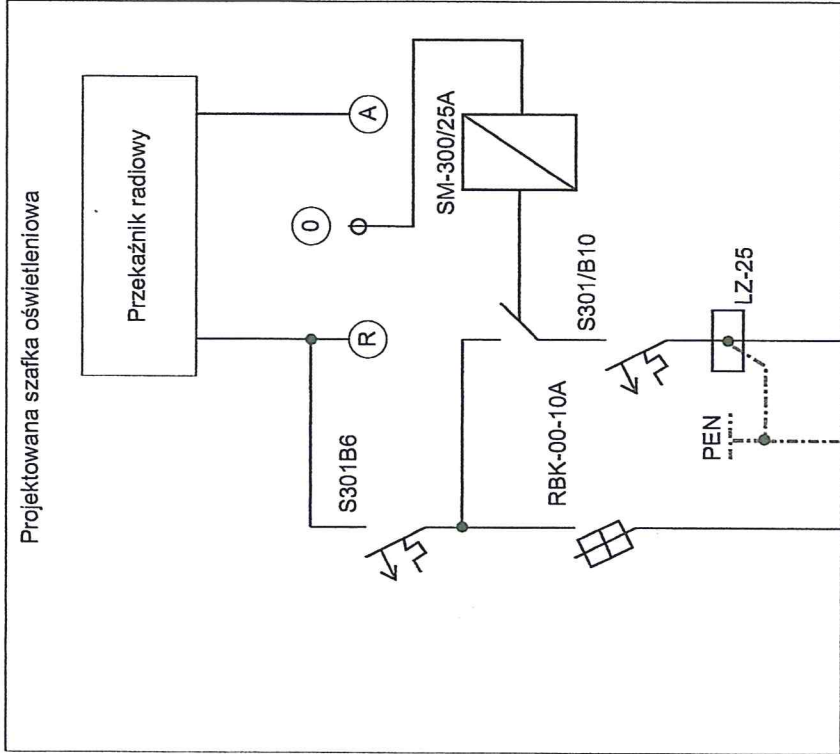 Projektowana szafka oświetleniowa
Przekaźnik radiowy
R
0
A
S301B6
SM-300/25A
S301/B10
RBK-00-10A
LZ-25
PEN